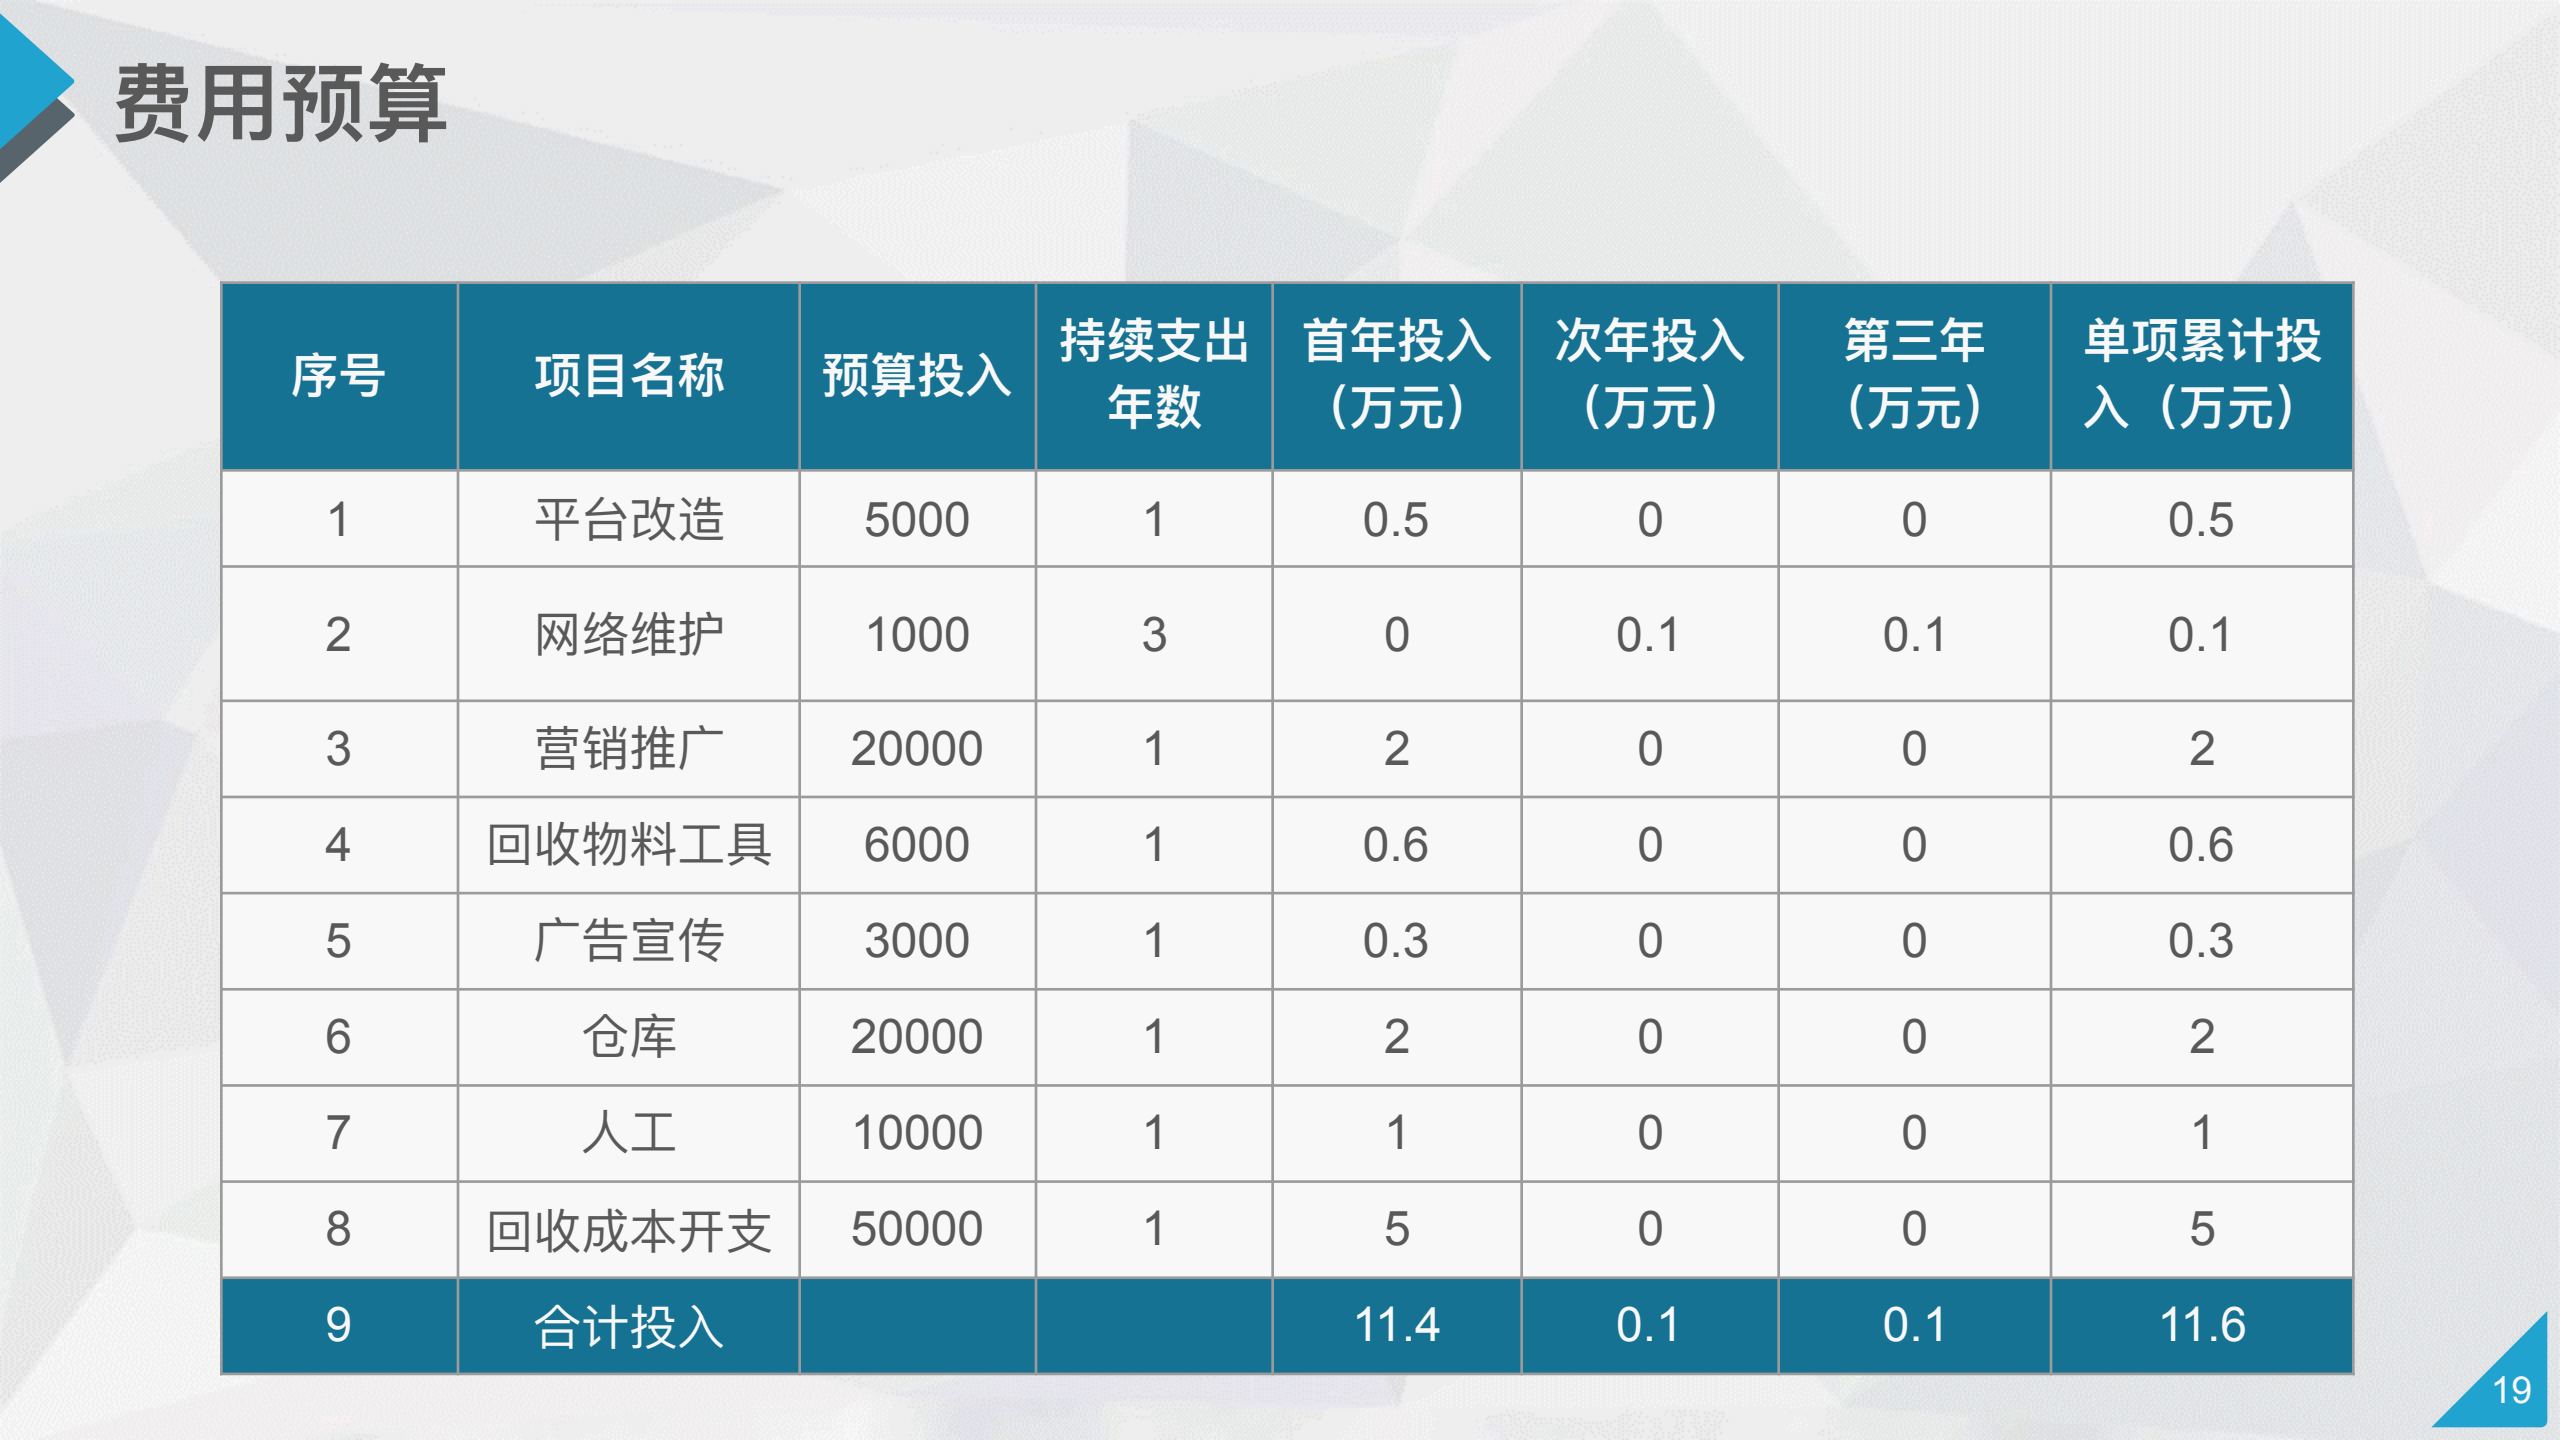 费用预算
序号 项目名称 预算投入 持续支出年数 首年投入（万元） 次年投入（万元） 第三年（万元） 单项累计投入（万元）
1 平台改造 5000 1 0.5 0 0 0.5
2 网络维护 1000 3 0 0.1 0.1 0.1
3 营销推广 20000 1 2 0 0 2
4 回收物料工具 6000 1 0.6 0 0 0.6
5 广告宣传 3000 1 0.3 0 0 0.3
6 仓库 20000 1 2 0 0 2
7 人工 10000 1 1 0 0 1
8 回收成本开支 50000 1 5 0 0 5
9 合计投入 11.4 0.1 0.1 11.6
19